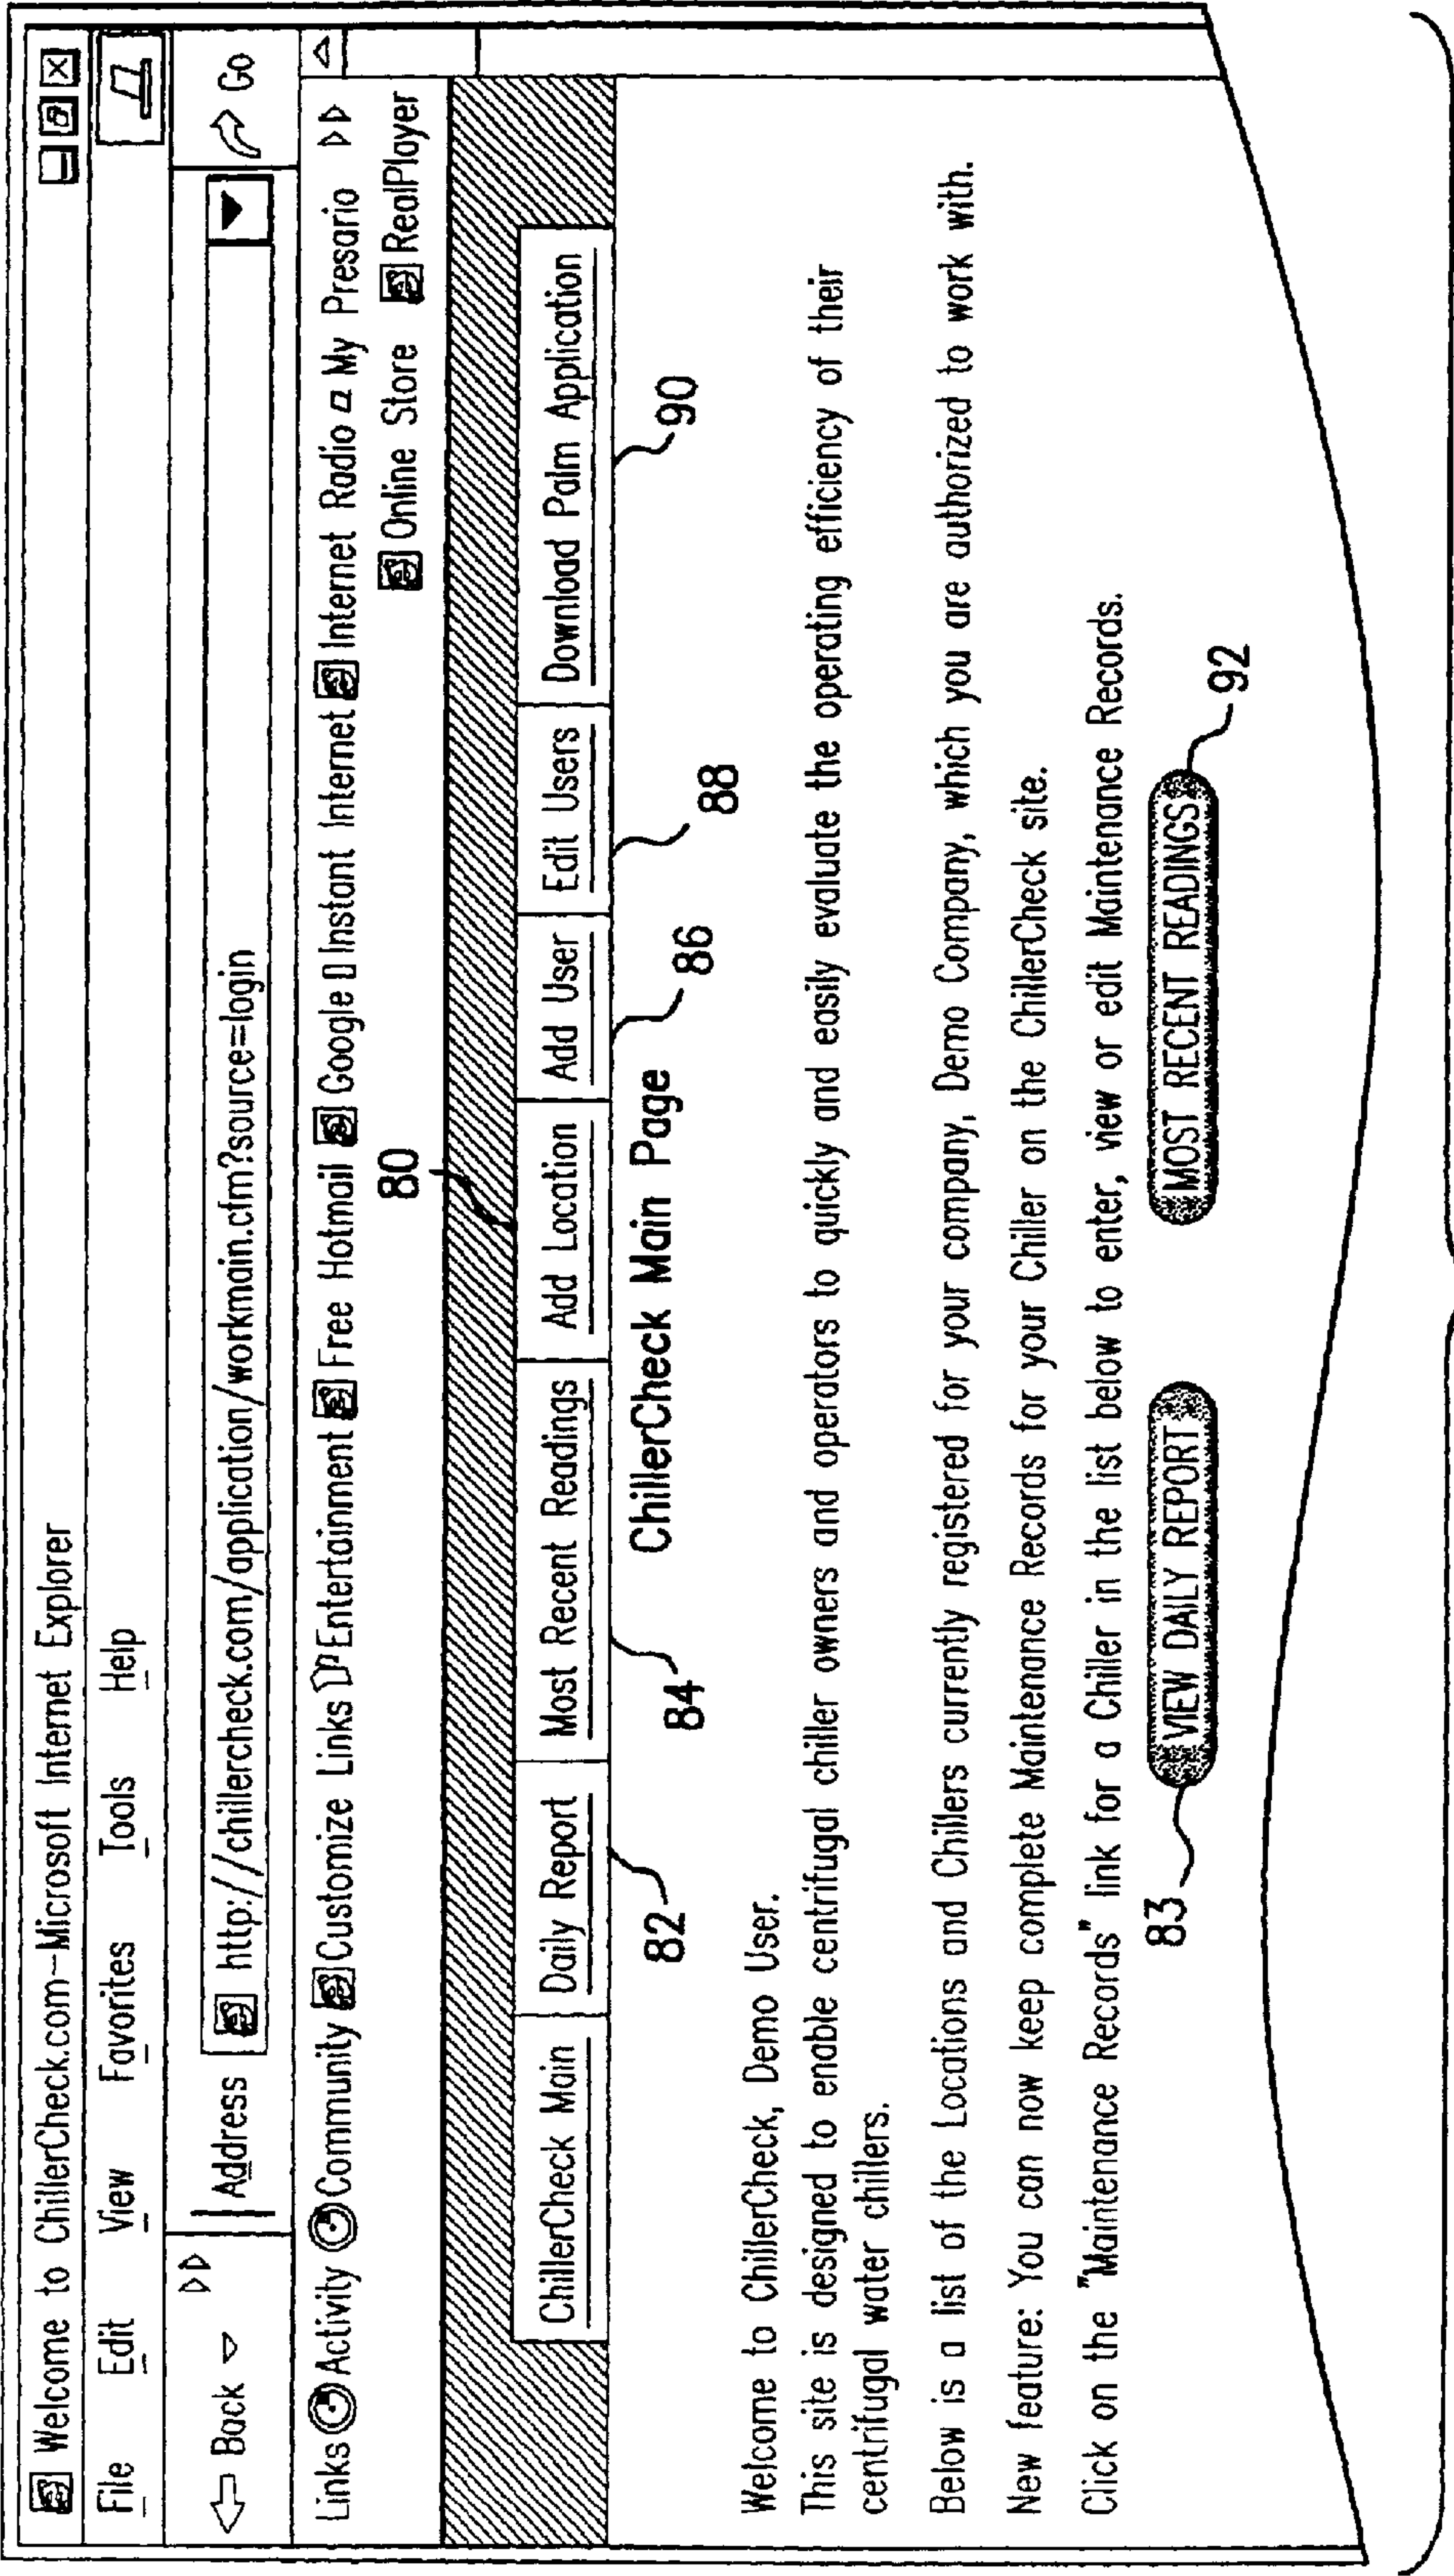 Welcome to ChillerCheck.com-Microsoft Internet Explorer
File Edit View Favorites Tools Help
Back Address http://chillercheck.com/application/workmain.cfm?source=login Go
Links Activity Community Customize Links Entertainment Free Hotmail Google Instant Internet Internet Radio My Presario
Online Store RealPlayer
80
ChillerCheck Main Daily Report Most Recent Readings Add Location Add User Edit Users Download Palm Application
82 84 86 88 90
ChillerCheck Main Page
Welcome to ChillerCheck, Demo User.
This site is designed to enable centrifugal chiller owners and operators to quickly and easily evaluate the operating efficiency of their
centrifugal water chillers.
Below is a list of the Locations and Chillers currently registered for your company, Demo Company, which you are authorized to work with.
New feature: You can now keep complete Maintenance Records for your Chiller on the ChillerCheck site.
Click on the "Maintenance Records" link for a Chiller in the list below to enter, view or edit Maintenance Records.
83 VIEW DAILY REPORT MOST RECENT READINGS 92